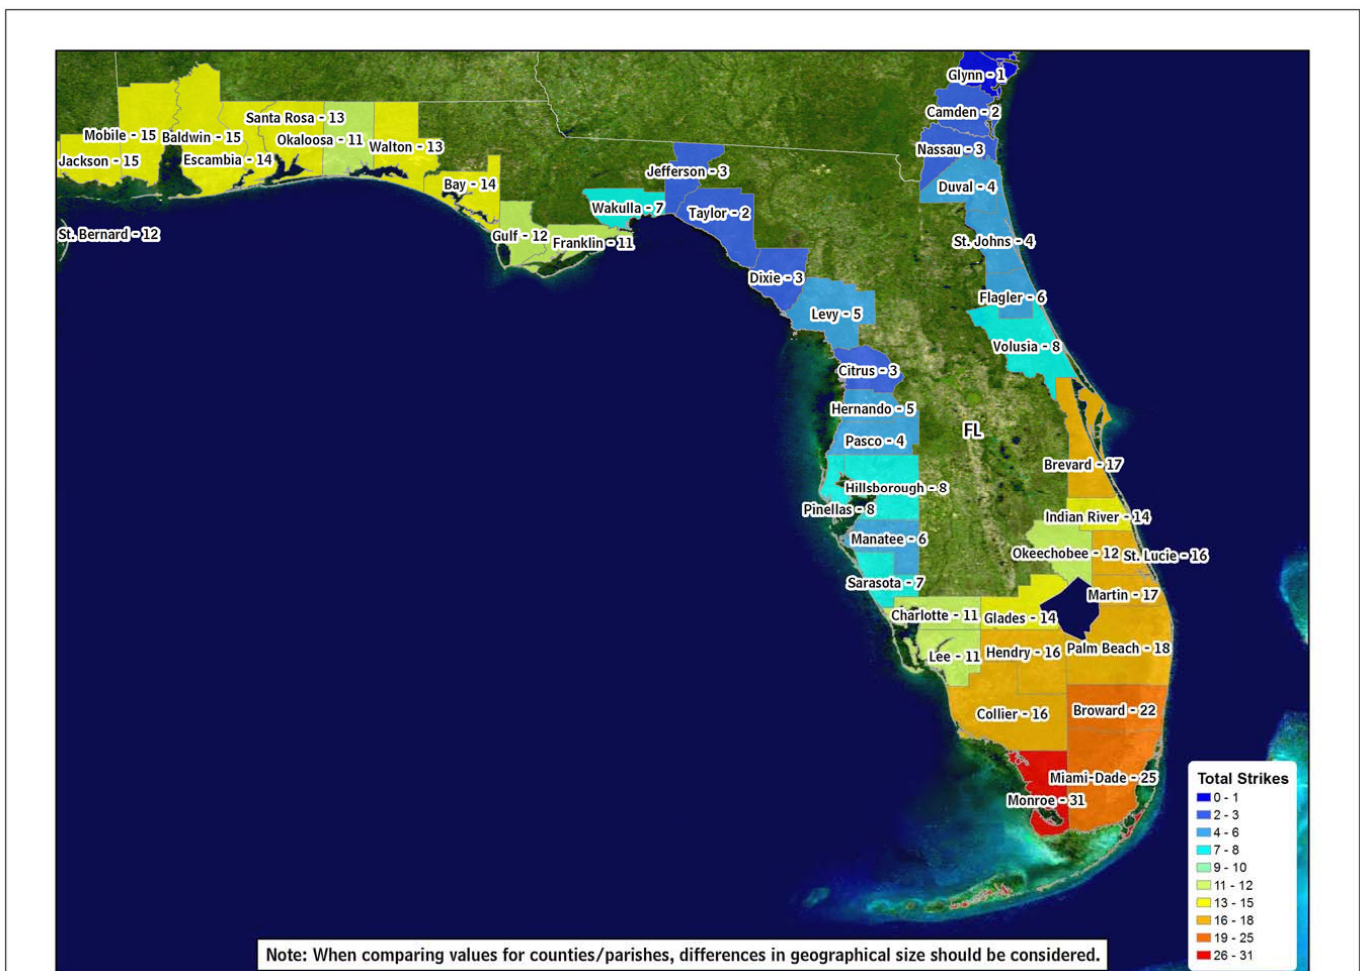 Glynn - 1
Camden - 2
Santa Rosa - 13
Mobile - 15
Baldwin - 15
Okaloosa - 11
Walton - 13
Nassau - 3
Jackson - 15
Escambia - 14
Jefferson - 3
Bay - 14
Duval - 4
Wakulla - 7
Taylor - 2
St. Bernard - 12
Gulf - 12
Franklin - 11
St. Johns - 4
Dixie - 3
Flagler - 6
Levy - 5
Volusia - 8
Citrus - 3
Hernando - 5
FL
Pasco - 4
Brevard - 17
Hillsborough - 8
Pinellas - 8
Indian River - 14
Manatee - 6
Okeechobee - 12
St. Lucie - 16
Sarasota - 7
Martin - 17
Charlotte - 11
Glades - 14
Lee - 11
Hendry - 16
Palm Beach - 18
Collier - 16
Broward - 22
Miami-Dade - 25
Monroe - 31
Total Strikes
0 - 1
2 - 3
4 - 6
7 - 8
9 - 10
11 - 12
13 - 15
16 - 18
19 - 25
26 - 31
Note: When comparing values for counties/parishes, differences in geographical size should be considered.